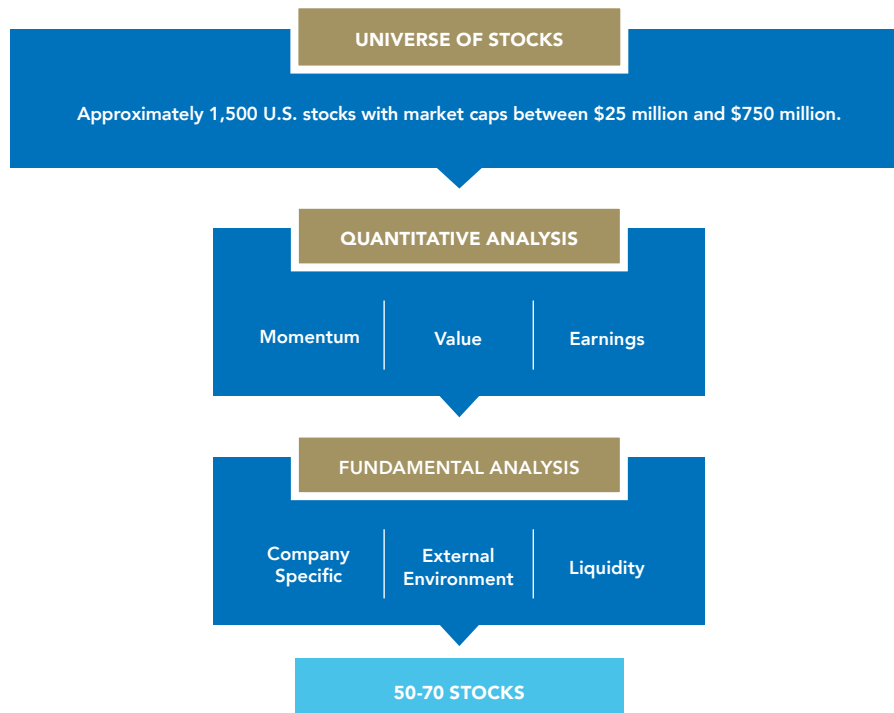 UNIVERSE OF STOCKS
Approximately 1,500 U.S. stocks with market caps between $25 million and $750 million.
QUANTITATIVE ANALYSIS
Momentum
Value
Earnings
FUNDAMENTAL ANALYSIS
Company
Specific
External
Environment
Liquidity
50-70 STOCKS